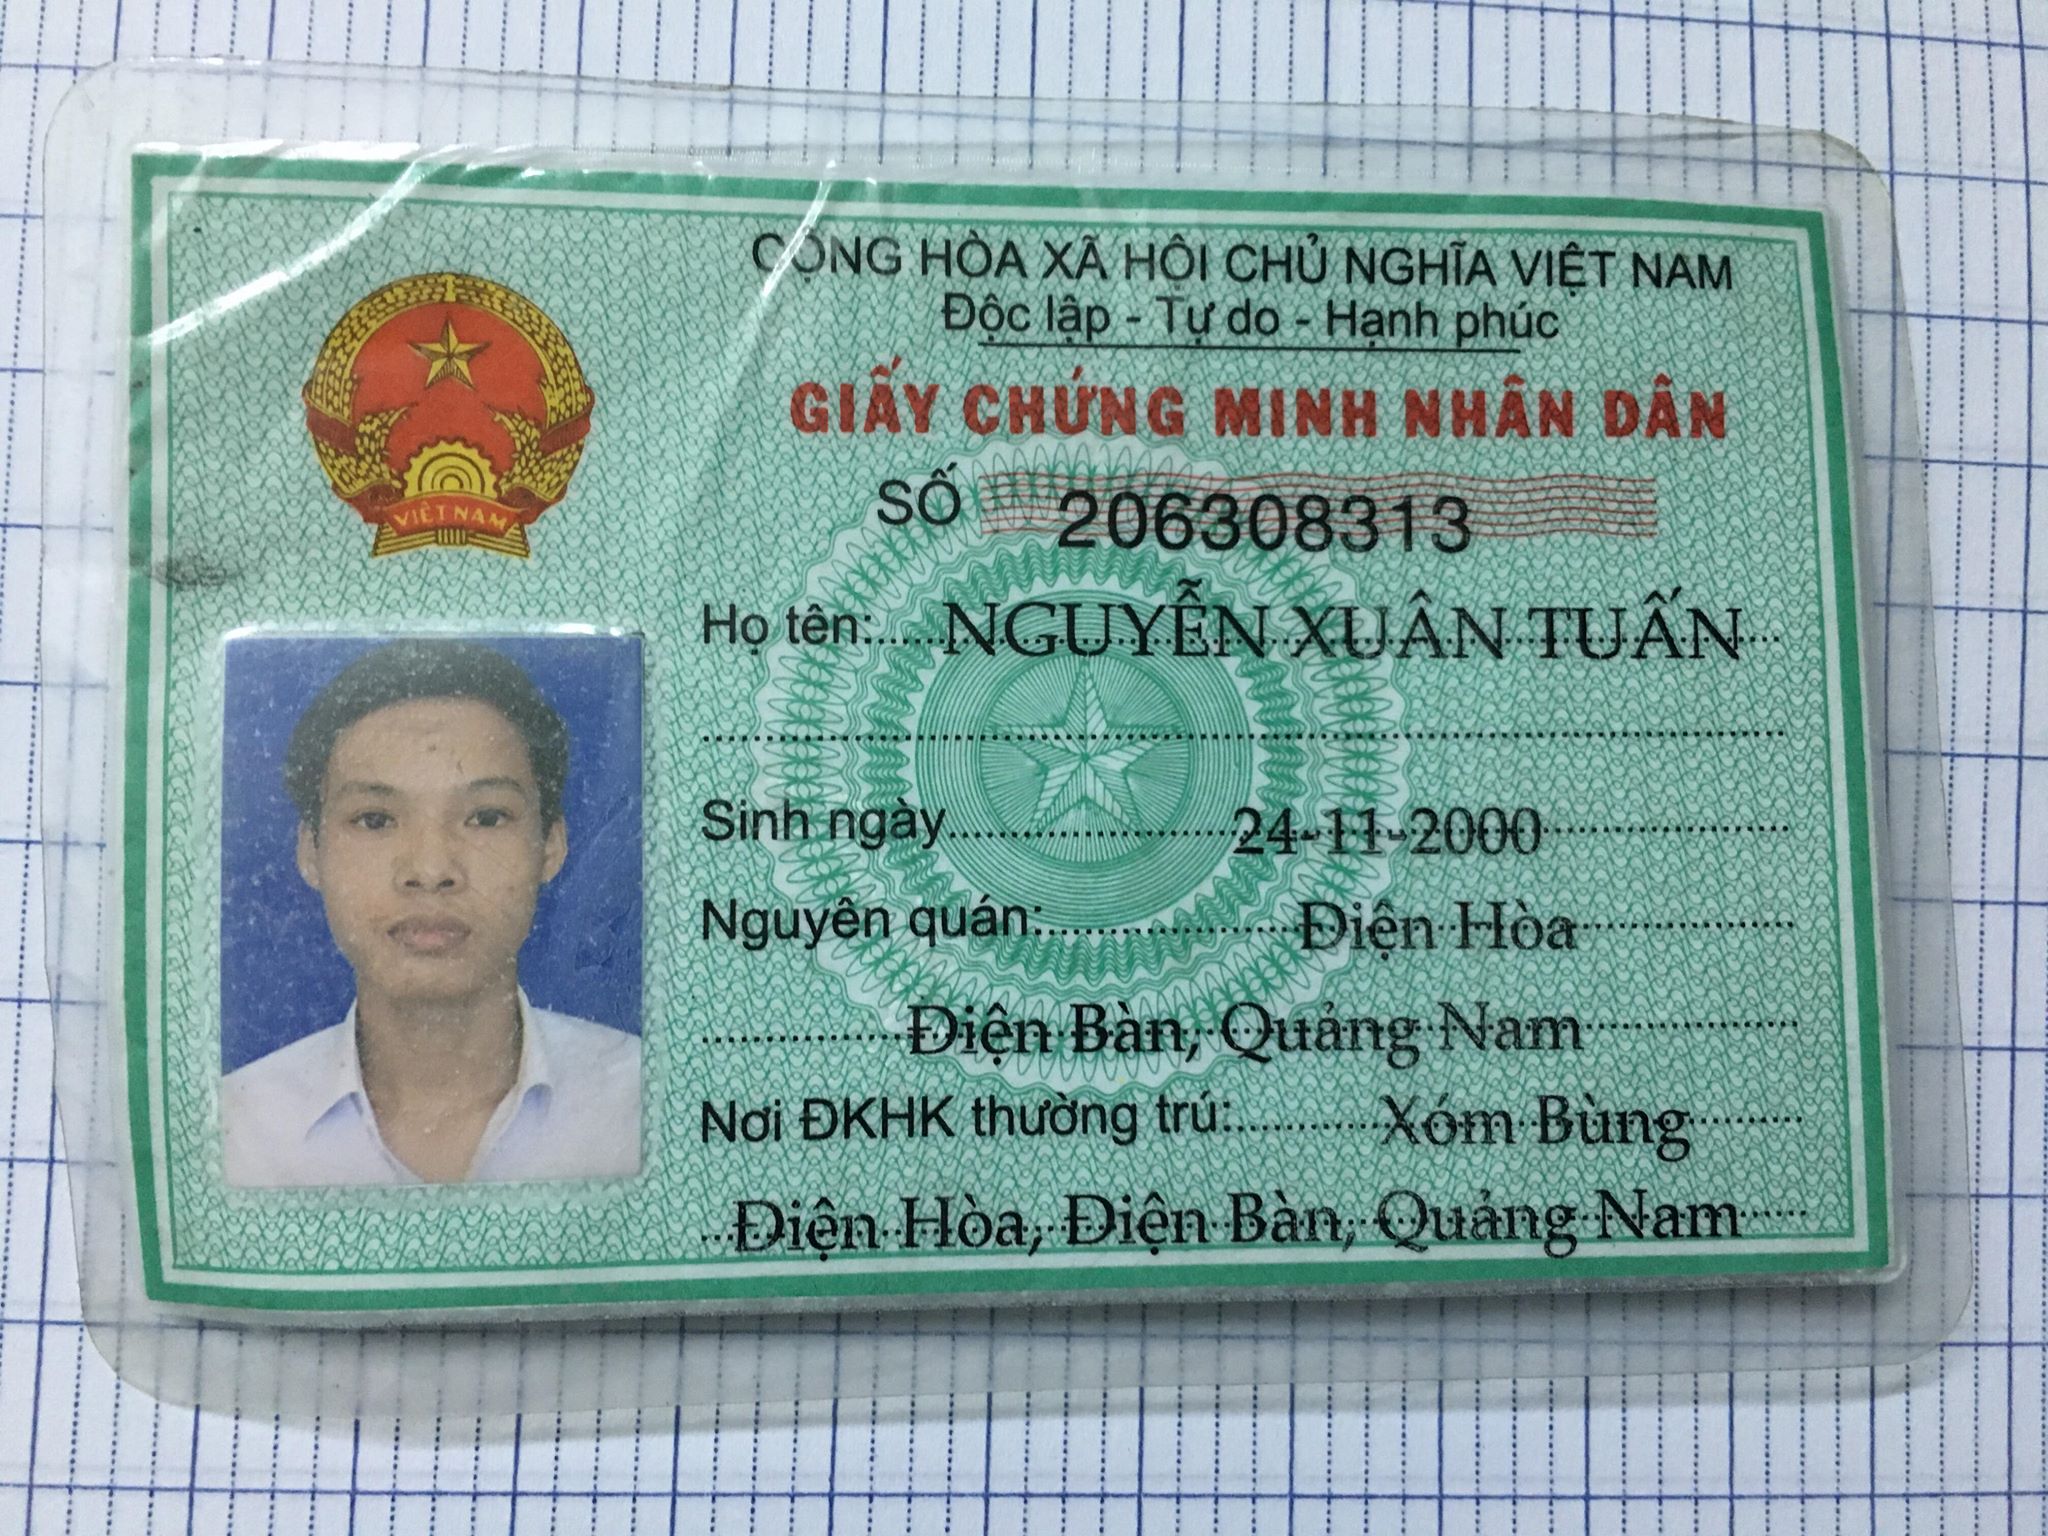 CỘNG HÒA XÃ HỘI CHỦ NGHĨA VIỆT NAM
Độc lập - Tự do - Hạnh phúc
GIẤY CHỨNG MINH NHÂN DÂN
SỐ 206308313
VIỆT NAM
Họ tên: NGUYỄN XUÂN TUẤN
Sinh ngày 24-11-2000
Nguyên quán: Điện Hòa
Điện Bàn, Quảng Nam
Nơi ĐKHK thường trú: Xóm Bùng
Điện Hòa, Điện Bàn, Quảng Nam